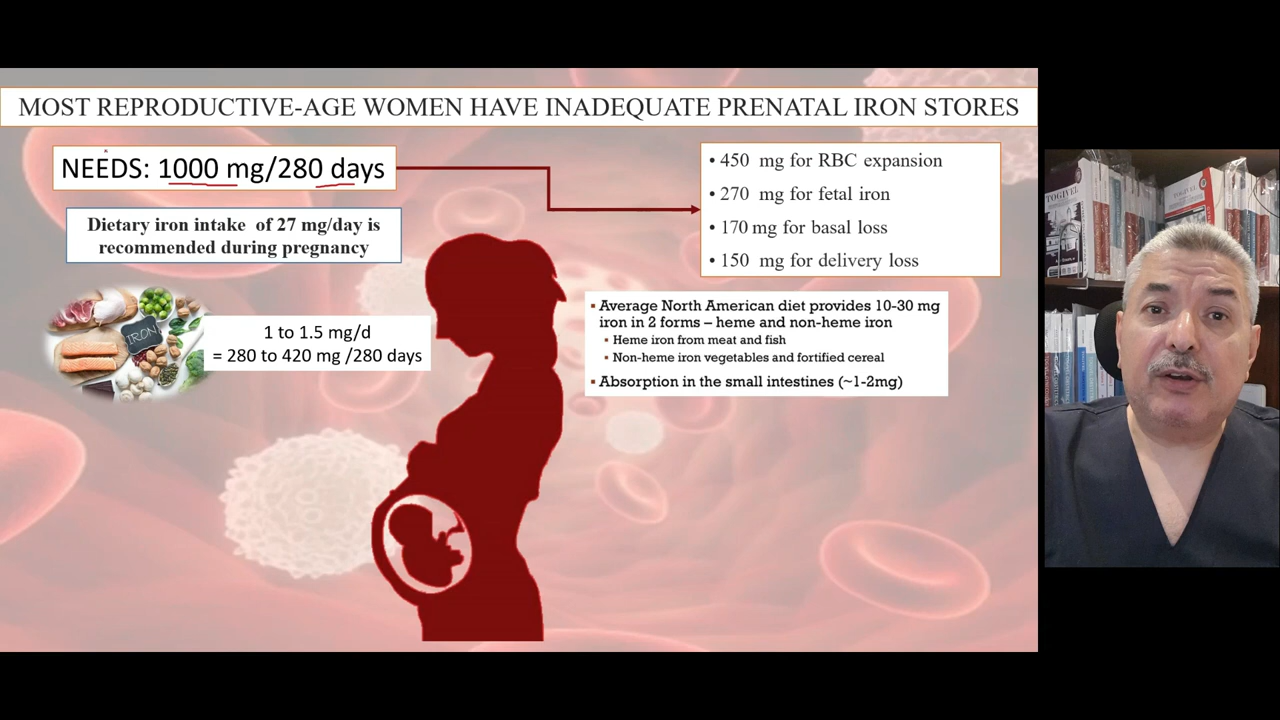 MOST REPRODUCTIVE-AGE WOMEN HAVE INADEQUATE PRENATAL IRON STORES
NEEDS: 1000 mg/280 days
Dietary iron intake of 27 mg/day is
recommended during pregnancy
IRON
1 to 1.5 mg/d
= 280 to 420 mg /280 days
• 450 mg for RBC expansion
• 270 mg for fetal iron
• 170 mg for basal loss
• 150 mg for delivery loss
▪ Average North American diet provides 10-30 mg
iron in 2 forms – heme and non-heme iron
▪ Heme iron from meat and fish
▪ Non-heme iron vegetables and fortified cereal
▪ Absorption in the small intestines (~1-2mg)